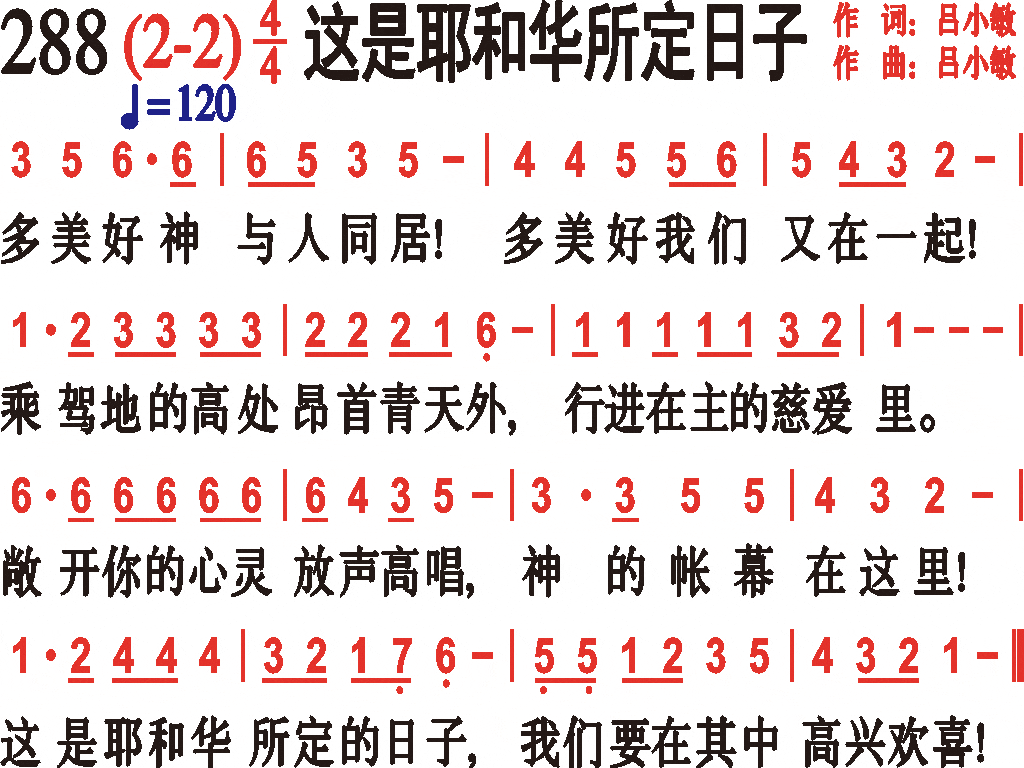 288 (2-2) 4/4 这是耶和华所定日子 作 词：吕小敏
♩=120 作 曲：吕小敏
3 5 6·6 | 6 5 3 5 − | 4 4 5 5 6 | 5 4 3 2 − |
多美好神 与人同居! 多美好我们 又在一起!
1·2 3 3 3 3 | 2 2 2 1 6̣ − | 1 1 1 1 1 3 2 | 1 − − − |
乘 驾地的高处 昂首青天外, 行进在主的慈爱 里。
6·6 6 6 6 6 | 6 4 3 5 − | 3 · 3 5 5 | 4 3 2 − |
敞 开你的心灵 放声高唱, 神 的 帐 幕 在这里!
1·2 4 4 4 | 3 2 1 7̣ 6̣ − | 5̣ 5̣ 1 2 3 5 | 4 3 2 1 − ‖
这 是耶和华 所定的日子, 我们要在其中 高兴欢喜!